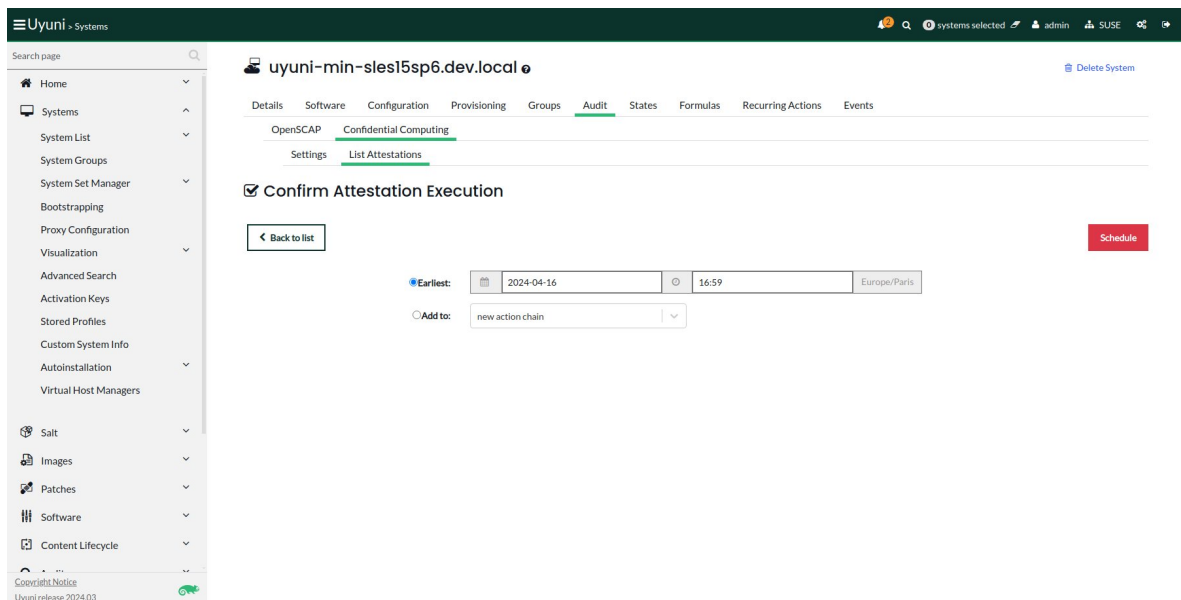 Uyuni > Systems
2
0 systems selected
admin
SUSE
Search page
Home
Systems
System List
System Groups
System Set Manager
Bootstrapping
Proxy Configuration
Visualization
Advanced Search
Activation Keys
Stored Profiles
Custom System Info
Autoinstallation
Virtual Host Managers
Salt
Images
Patches
Software
Content Lifecycle
Copyright Notice
Uyuni release 2024.03
uyuni-min-sles15sp6.dev.local
Delete System
Details Software Configuration Provisioning Groups Audit States Formulas Recurring Actions Events
OpenSCAP Confidential Computing
Settings List Attestations
Confirm Attestation Execution
Back to list
Schedule
Earliest: 2024-04-16 16:59 Europe/Paris
Add to: new action chain